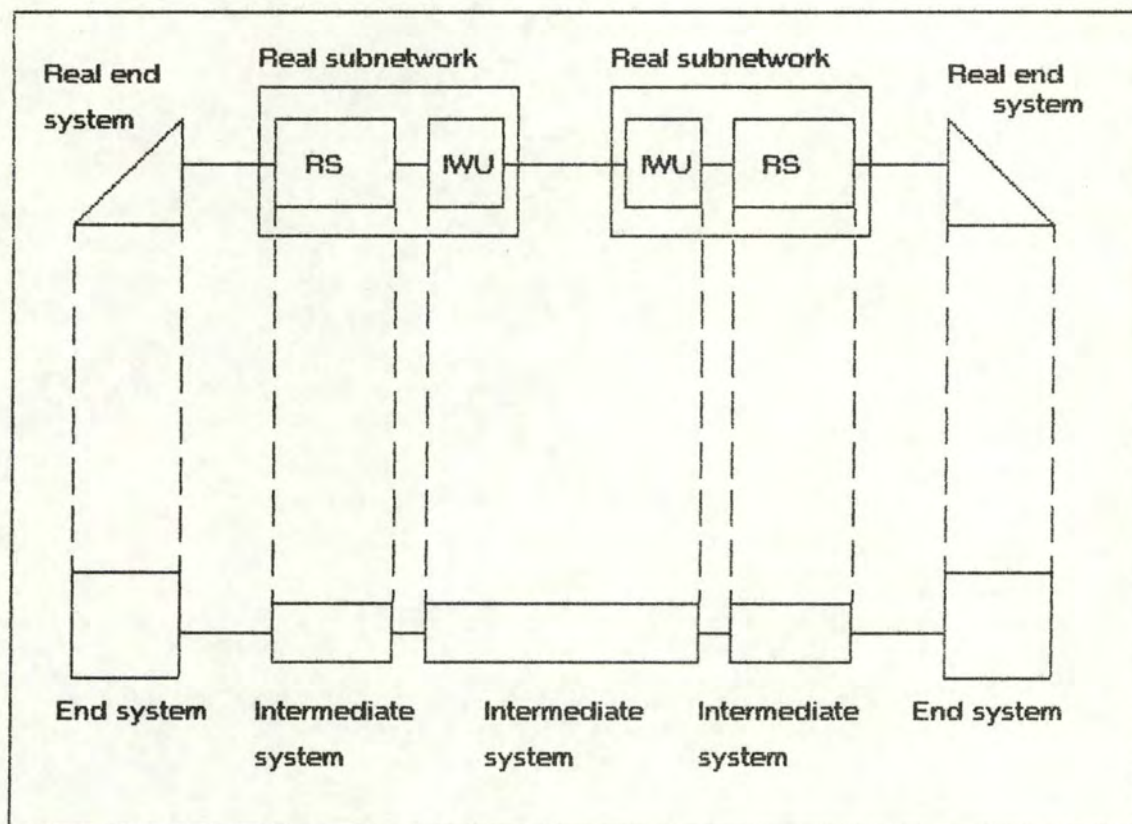 Real end
system
Real subnetwork
Real subnetwork
Real end
system
RS
IWU
IWU
RS
End system
Intermediate
system
Intermediate
system
Intermediate
system
End system